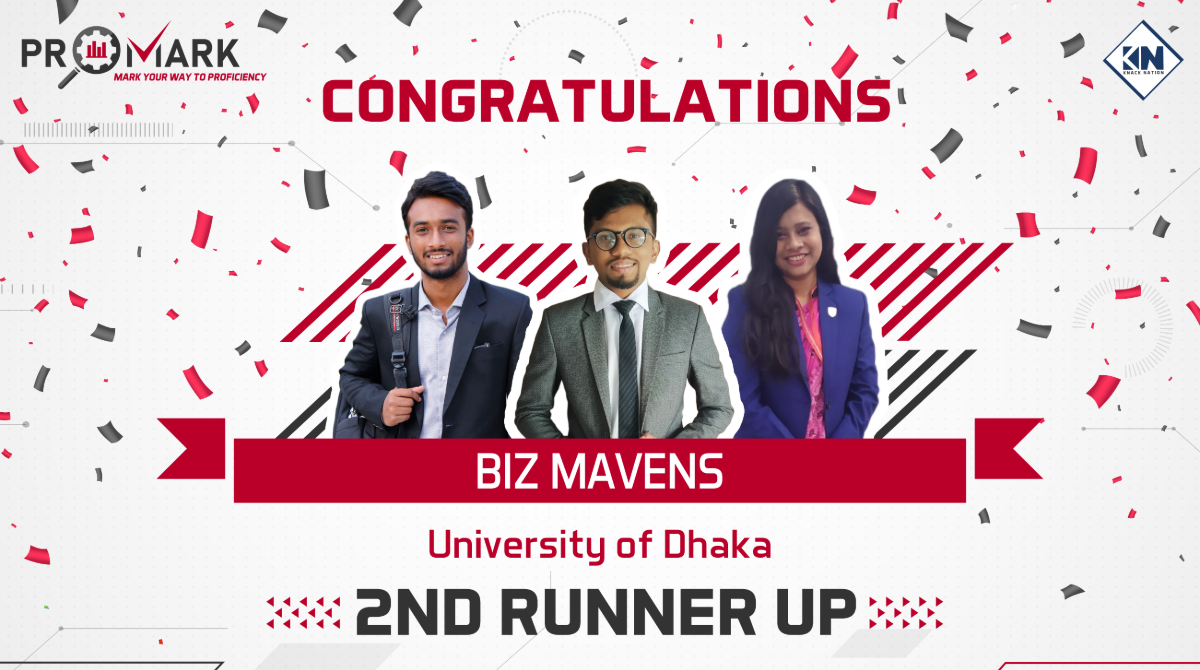 PROMARK
MARK YOUR WAY TO PROFICIENCY
KN
KNACK NATION
CONGRATULATIONS
BIZ MAVENS
University of Dhaka
2ND RUNNER UP